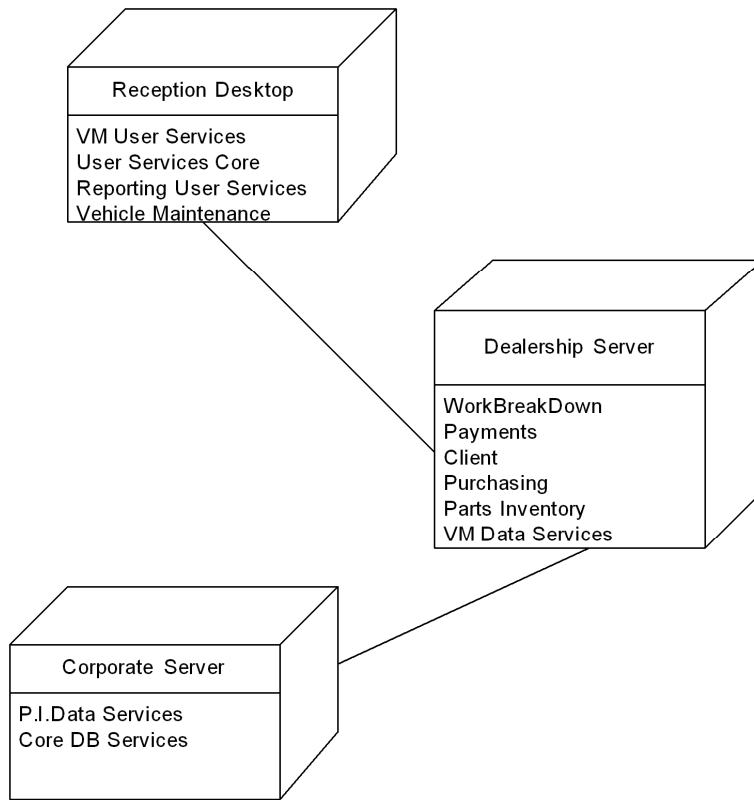 Reception Desktop
VM User Services
User Services Core
Reporting User Services
Vehicle Maintenance
Dealership Server
WorkBreakDown
Payments
Client
Purchasing
Parts Inventory
VM Data Services
Corporate Server
P.I.Data Services
Core DB Services